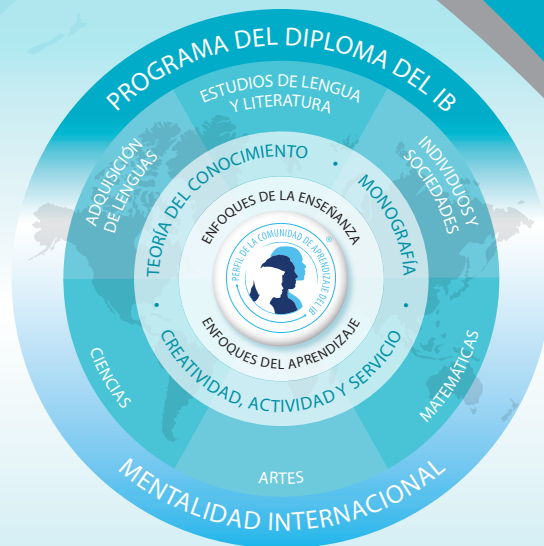 PROGRAMA DEL DIPLOMA DEL IB
ESTUDIOS DE LENGUA
Y LITERATURA
ADQUISICIÓN
DE LENGUAS
INDIVIDUOS Y
SOCIEDADES
TEORÍA DEL CONOCIMIENTO • MONOGRAFÍA •
ENFOQUES DE LA ENSEÑANZA
PERFIL DE LA COMUNIDAD DE APRENDIZAJE DEL IB ®
ENFOQUES DEL APRENDIZAJE
• CREATIVIDAD, ACTIVIDAD Y SERVICIO
CIENCIAS
MATEMÁTICAS
ARTES
MENTALIDAD INTERNACIONAL